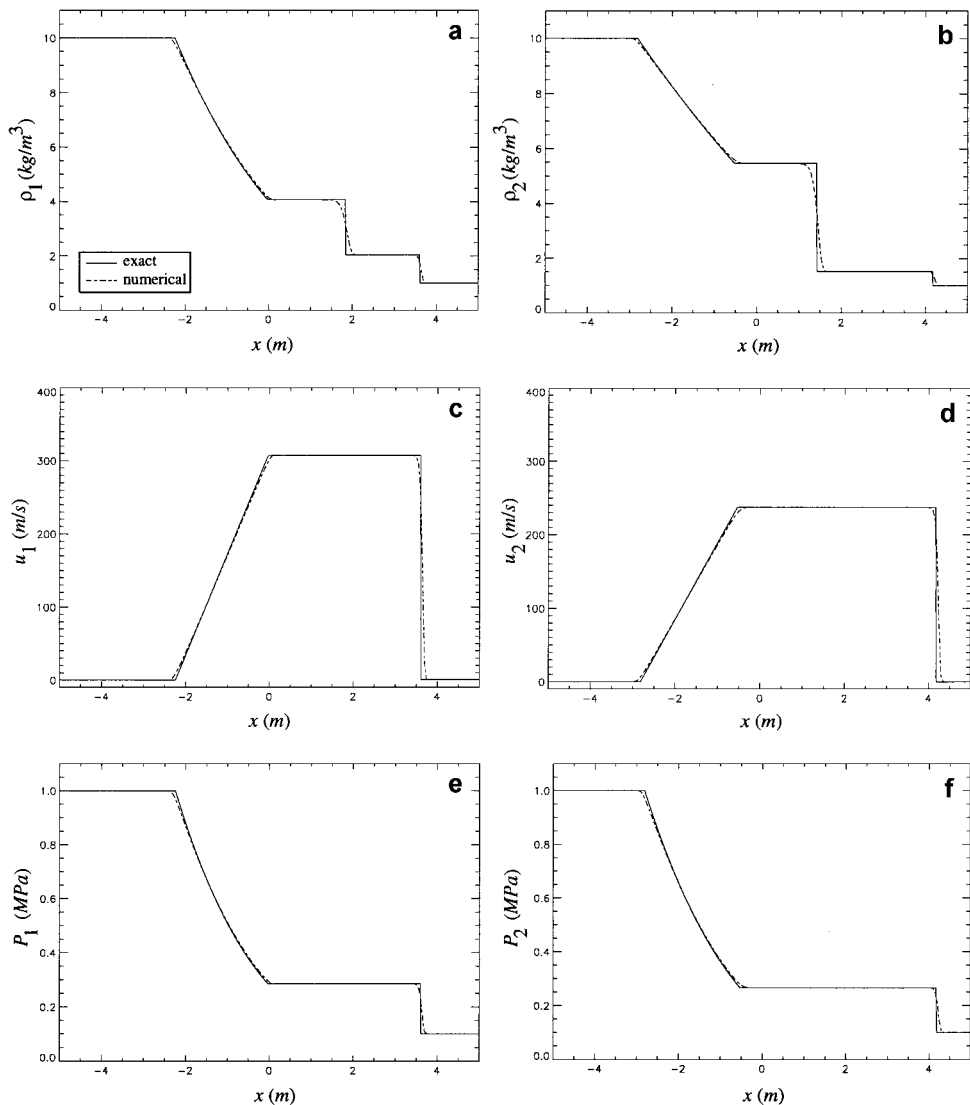 a
10
8
6
4
2
0
ρ1 (kg/m3)
exact
numerical
−4 −2 0 2 4
x (m)
b
10
8
6
4
2
0
ρ2 (kg/m3)
−4 −2 0 2 4
x (m)
c
400
300
200
100
0
u1 (m/s)
−4 −2 0 2 4
x (m)
d
400
300
200
100
0
u2 (m/s)
−4 −2 0 2 4
x (m)
e
1.0
0.8
0.6
0.4
0.2
0.0
P1 (MPa)
−4 −2 0 2 4
x (m)
f
1.0
0.8
0.6
0.4
0.2
0.0
P2 (MPa)
−4 −2 0 2 4
x (m)